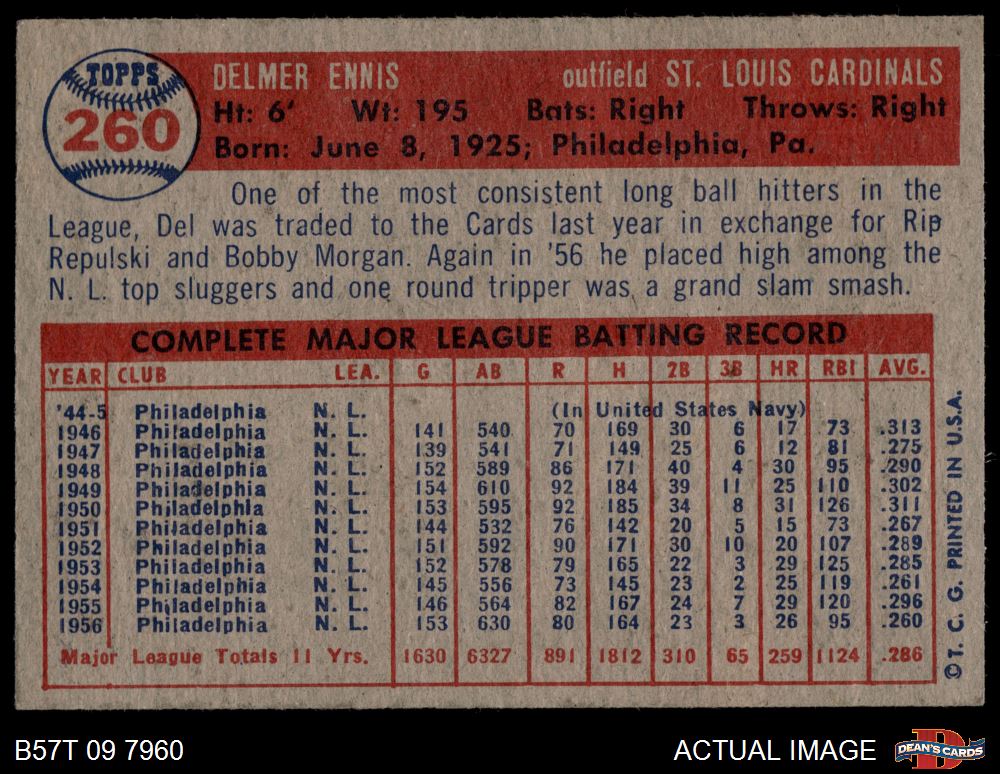 TOPPS
260
DELMER ENNIS outfield ST. LOUIS CARDINALS
Ht: 6' Wt: 195 Bats: Right Throws: Right
Born: June 8, 1925; Philadelphia, Pa.
One of the most consistent long ball hitters in the
League, Del was traded to the Cards last year in exchange for Rip
Repulski and Bobby Morgan. Again in '56 he placed high among the
N. L. top sluggers and one round tripper was a grand slam smash.
COMPLETE MAJOR LEAGUE BATTING RECORD
YEAR CLUB LEA. G AB R H 2B 3B HR RBI AVG.
'44-5 Philadelphia N. L. (In United States Navy)
1946 Philadelphia N. L. 141 540 70 169 30 6 17 73 .313
1947 Philadelphia N. L. 139 541 71 149 25 6 12 81 .275
1948 Philadelphia N. L. 152 589 86 171 40 4 30 95 .290
1949 Philadelphia N. L. 154 610 92 184 39 11 25 110 .302
1950 Philadelphia N. L. 153 595 92 185 34 8 31 126 .311
1951 Philadelphia N. L. 144 532 76 142 20 5 15 73 .267
1952 Philadelphia N. L. 151 592 90 171 30 10 20 107 .289
1953 Philadelphia N. L. 152 578 79 165 22 3 29 125 .285
1954 Philadelphia N. L. 145 556 73 145 23 2 25 119 .261
1955 Philadelphia N. L. 146 564 82 167 24 7 29 120 .296
1956 Philadelphia N. L. 153 630 80 164 23 3 26 95 .260
Major League Totals 11 Yrs. 1630 6327 891 1812 310 65 259 1124 .286
©T. C. G. PRINTED IN U.S.A.
B57T 09 7960 ACTUAL IMAGE
D
DEAN'S CARDS